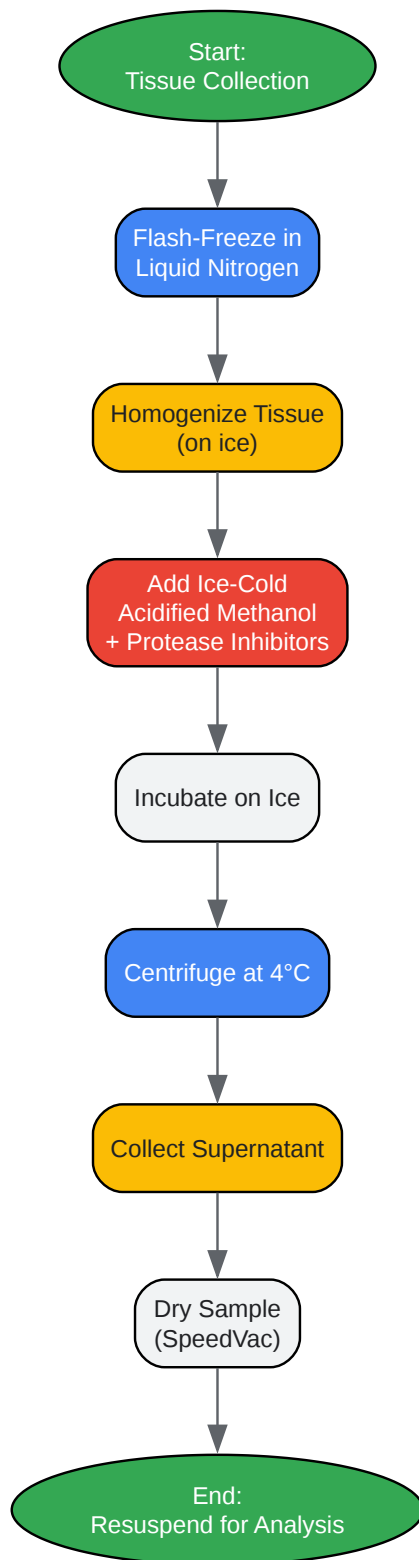 Start:
Tissue Collection
Flash-Freeze in
Liquid Nitrogen
Homogenize Tissue
(on ice)
Add Ice-Cold
Acidified Methanol
+ Protease Inhibitors
Incubate on Ice
Centrifuge at 4°C
Collect Supernatant
Dry Sample
(SpeedVac)
End:
Resuspend for Analysis